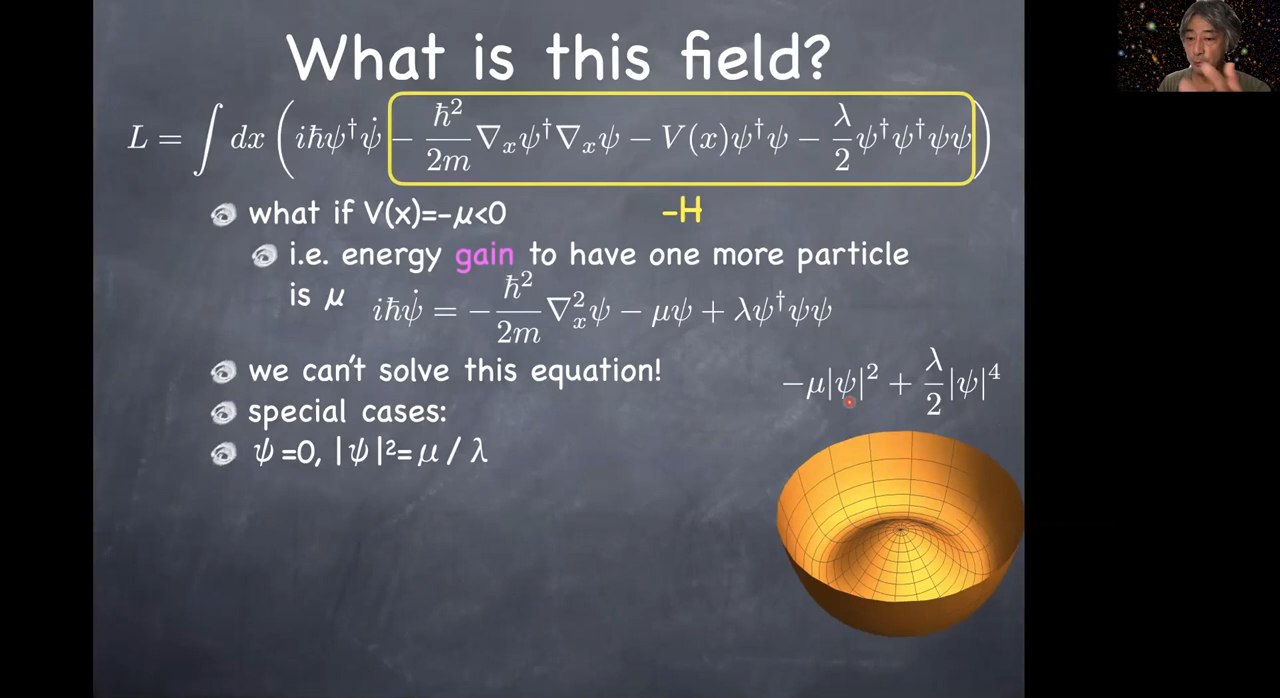 What is this field?
L = ∫ dx ( iħψ†ψ̇ − ħ²/2m ∇ₓψ†∇ₓψ − V(x)ψ†ψ − λ/2 ψ†ψ†ψψ )
what if V(x)=-μ<0
-H
i.e. energy gain to have one more particle
is μ
iħψ̇ = − ħ²/2m ∇ₓ²ψ − μψ + λψ†ψψ
we can't solve this equation!
−μ|ψ|² + λ/2 |ψ|⁴
special cases:
ψ=0, |ψ|²=μ/λ